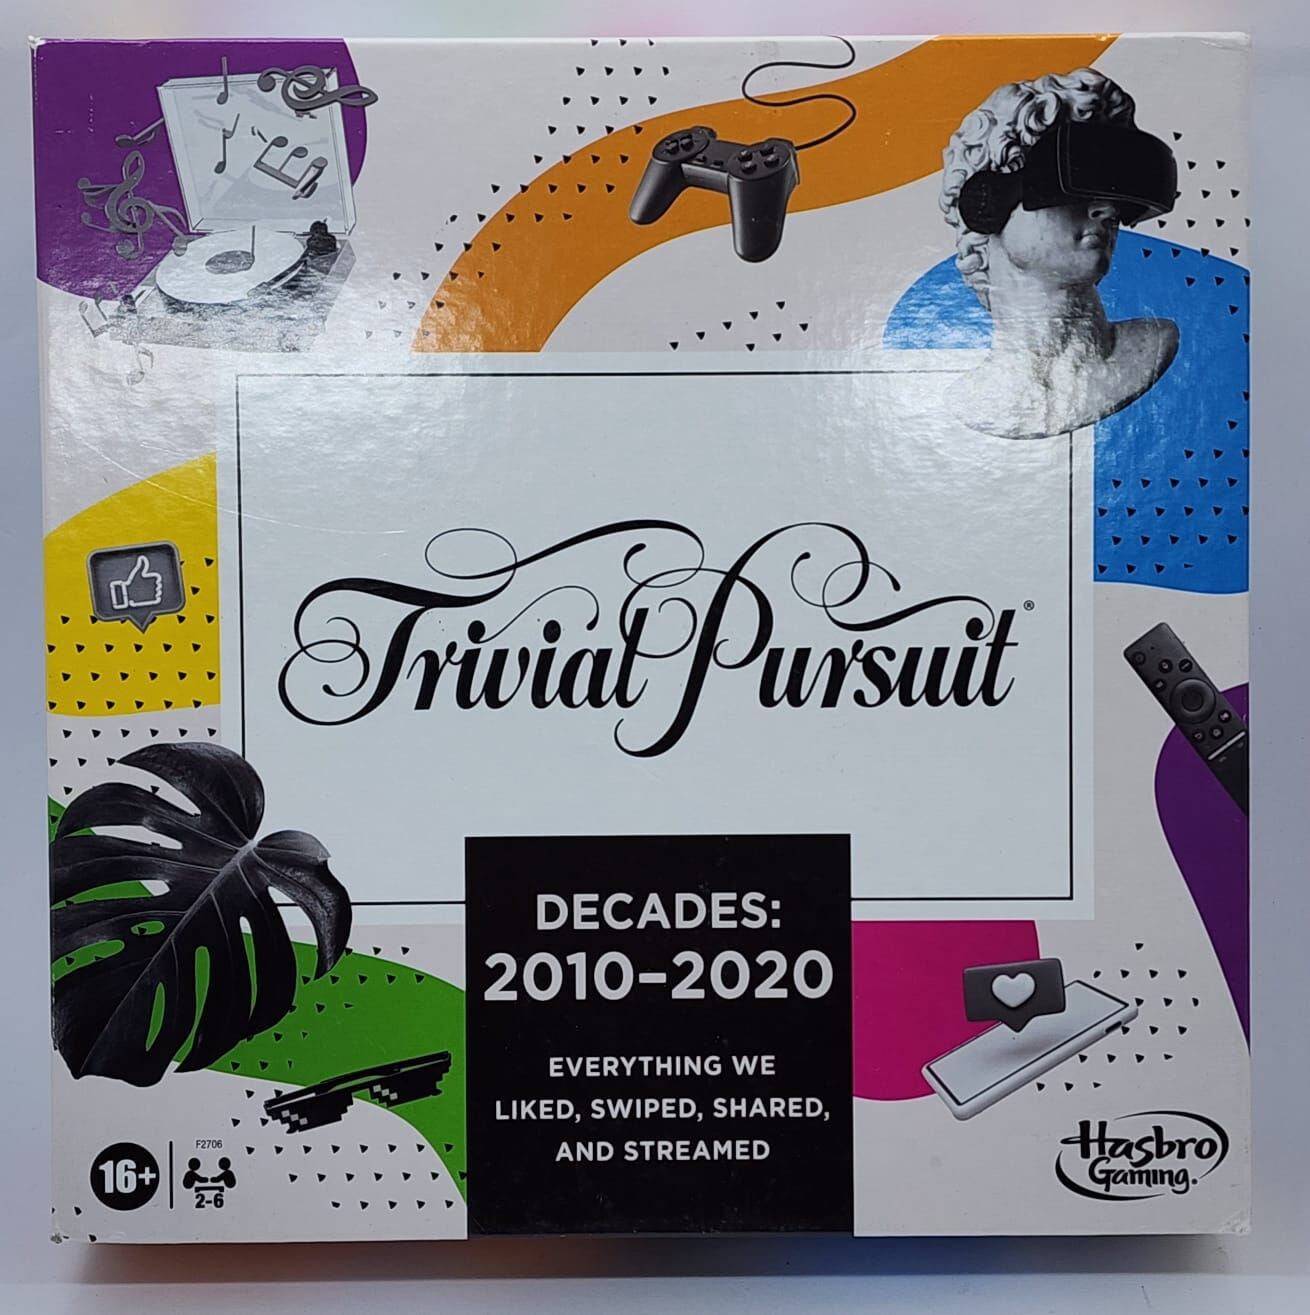 Trivial Pursuit®
DECADES:
2010–2020
EVERYTHING WE
LIKED, SWIPED, SHARED,
AND STREAMED
16+
F2706
2-6
Hasbro
Gaming.